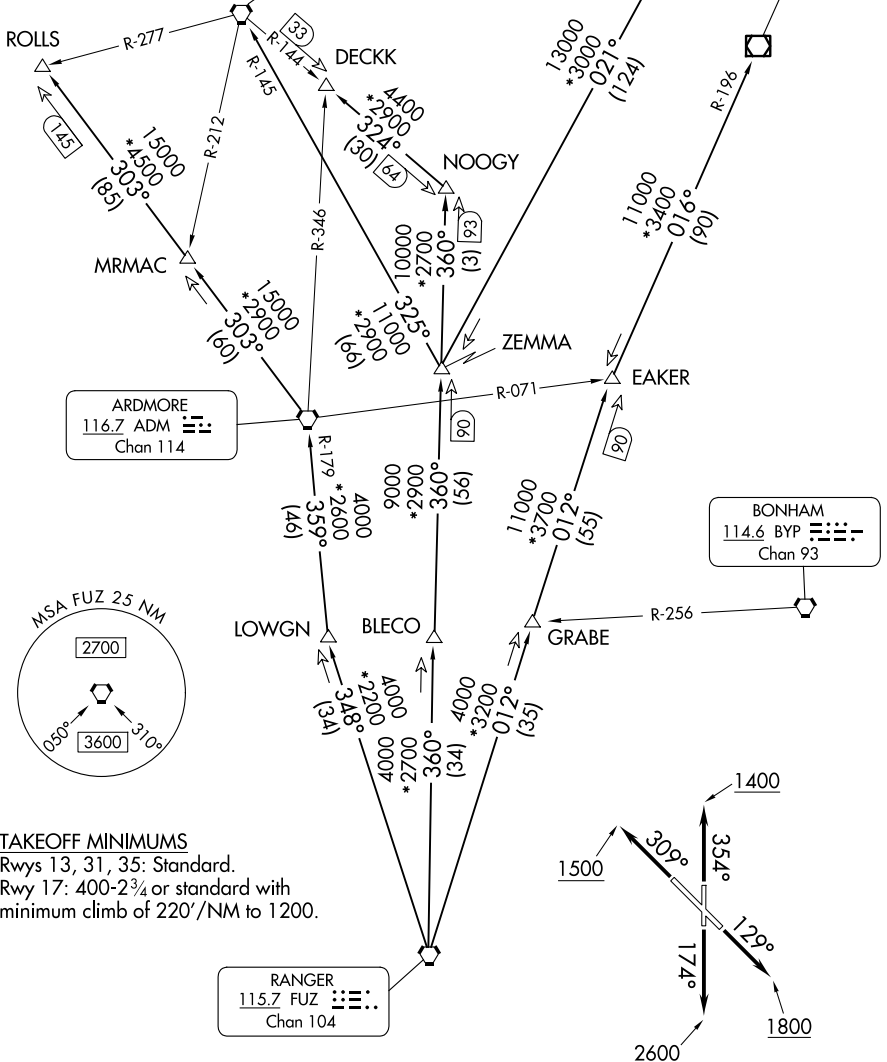 ROLLS
R-277
33
R-144
DECKK
R-145
R-212
145
15000
*4500
303°
(85)
4400
*2900
324°
(30)
64
NOOGY
13000
*3000
021°
(124)
R-196
11000
*3400
016°
(90)
MRMAC
R-346
10000
*2700
360°
(3)
93
15000
*2900
303°
(60)
325°
11000
*2900
(66)
ZEMMA
EAKER
R-071
ARDMORE
116.7 ADM
Chan 114
R-179
90
90
4000
*2600
359°
(46)
9000
*2900
360°
(56)
11000
*3700
012°
(55)
BONHAM
114.6 BYP
Chan 93
R-256
MSA FUZ 25 NM
2700
050°
310°
3600
LOWGN
BLECO
GRABE
4000
*2200
348°
(34)
4000
*2700
360°
(34)
4000
*3200
012°
(35)
TAKEOFF MINIMUMS
Rwys 13, 31, 35: Standard.
Rwy 17: 400-2¾ or standard with
minimum climb of 220'/NM to 1200.
RANGER
115.7 FUZ
Chan 104
1400
1500
309°
354°
129°
174°
1800
2600